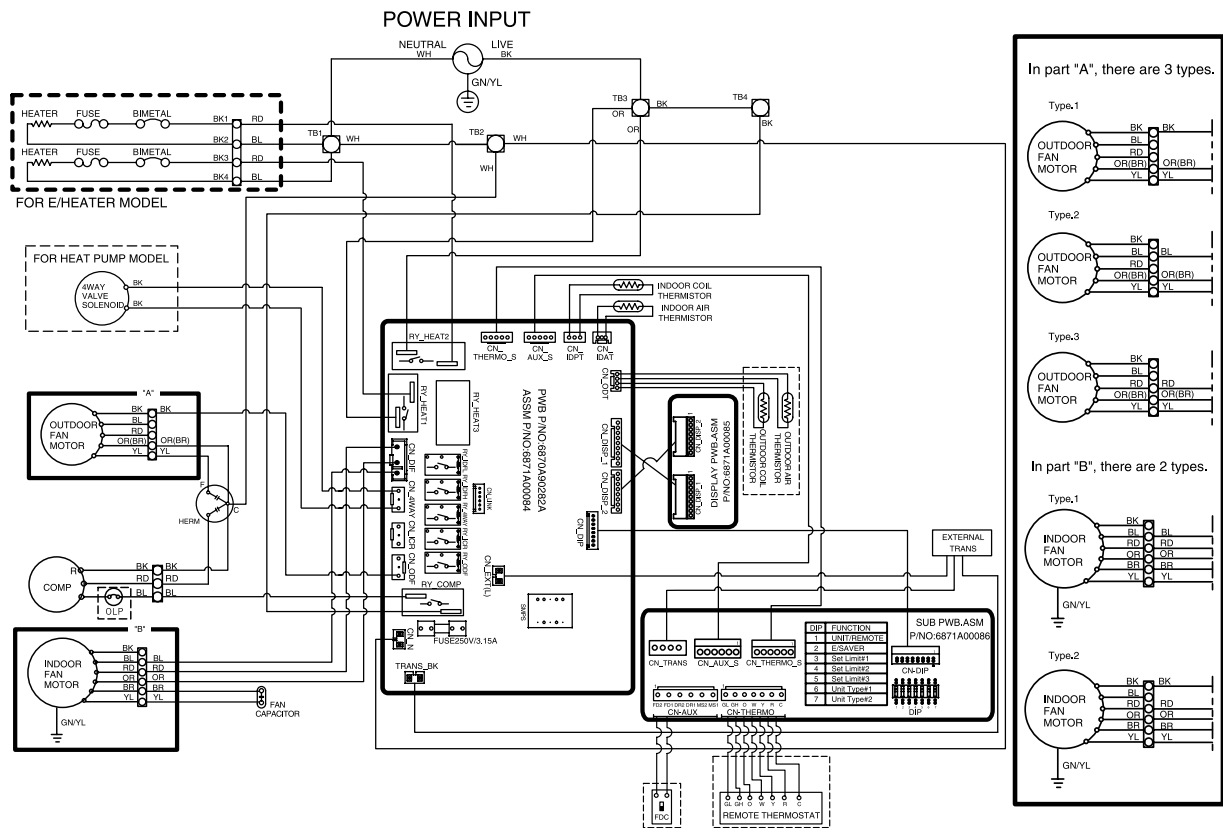 POWER INPUT
NEUTRAL LIVE
WH BK
GN/YL
HEATER FUSE BIMETAL BK1 RD
BK2 BL
HEATER FUSE BIMETAL BK3 RD
BK4 BL
FOR E/HEATER MODEL
TB1 WH
TB2 WH
WH
TB3 BK
OR
OR
TB4
BK
FOR HEAT PUMP MODEL
4WAY
VALVE
SOLENOID
BK
BK
"A"
OUTDOOR
FAN
MOTOR
BK BK
BL
RD
OR(BR) OR(BR)
YL YL
F
C
HERM
COMP
R
BK BK
RD RD
BL BL
OLP
"B"
INDOOR
FAN
MOTOR
BK
BL BL
RD RD
OR OR
BR BR
YL YL
GN/YL
FAN
CAPACITOR
RY_HEAT2
RY_HEAT1
RY_HEAT3
CN_
THERMO_S
CN_
AUX_S
CN_
IDPT
CN_
IDAT
INDOOR COIL
THERMISTOR
INDOOR AIR
THERMISTOR
CN_ODT
PWB P/NO:6870A90282A
ASSM P/NO:6871A00084
CN_DISP_1
CN_DISP_2
CN_DIP
CN_LINK
CN_DIF
CN_4WAY
CN_ICR
CN_ODF
RY_4WAY
RY_ICR
RY_ODF
RY_COMP
CN_EXT(L)
SMPS
FUSE250V/3.15A
CN_N
TRANS_BK
CN_DISP_2
CN_DISP_1
DISPLAY PWB.ASM
P/NO:6871A00085
OUTDOOR COIL
THERMISTOR
OUTDOOR AIR
THERMISTOR
EXTERNAL
TRANS
SUB PWB.ASM
P/NO:6871A00086
CN_TRANS
CN_AUX_S
CN_THERMO_S
DIP FUNCTION
1 UNIT/REMOTE
2 E/SAVER
3 Set Limit#1
4 Set Limit#2
5 Set Limit#3
6 Unit Type#1
7 Unit Type#2
CN-DIP
DIP
FD2 FD1 DR2 DR1 MS2 MS1
CN-AUX
GL GH O W Y R C
CN-THERMO
FDC
GL GH O W Y R C
REMOTE THERMOSTAT
In part "A", there are 3 types.
Type.1
OUTDOOR
FAN
MOTOR
BK BK
BL
RD
OR(BR) OR(BR)
YL YL
Type.2
OUTDOOR
FAN
MOTOR
BK
BL BL
RD
OR(BR) OR(BR)
YL YL
Type.3
OUTDOOR
FAN
MOTOR
BK
BL
RD RD
OR(BR) OR(BR)
YL YL
In part "B", there are 2 types.
Type.1
INDOOR
FAN
MOTOR
BK
BL BL
RD RD
OR OR
BR BR
YL YL
GN/YL
Type.2
INDOOR
FAN
MOTOR
BK BK
BL
RD RD
OR OR
BR BR
YL YL
GN/YL